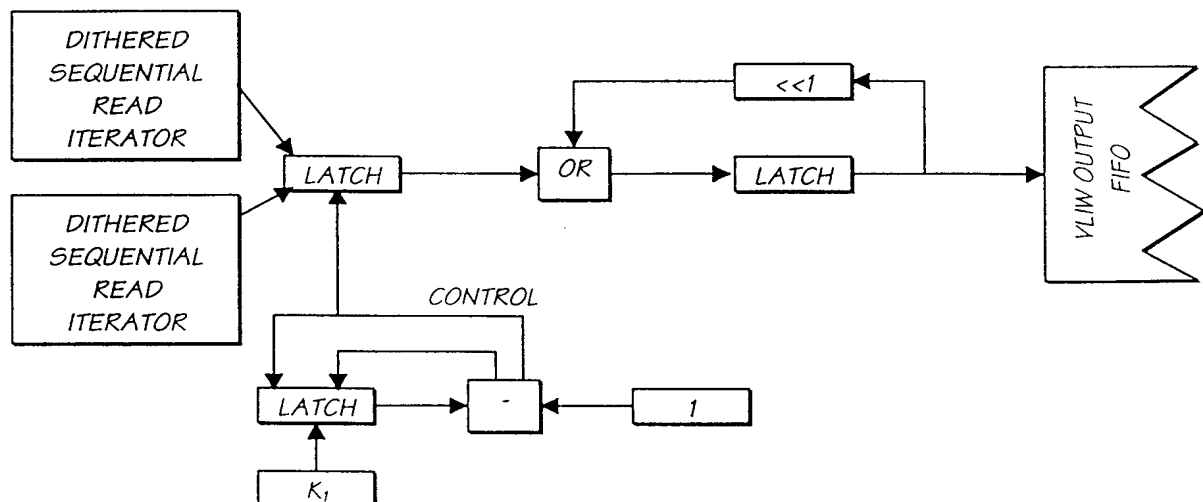 DITHERED
SEQUENTIAL
READ
ITERATOR
<<1
LATCH
OR
LATCH
VLIW OUTPUT
FIFO
DITHERED
SEQUENTIAL
READ
ITERATOR
CONTROL
LATCH
-
1
K₁